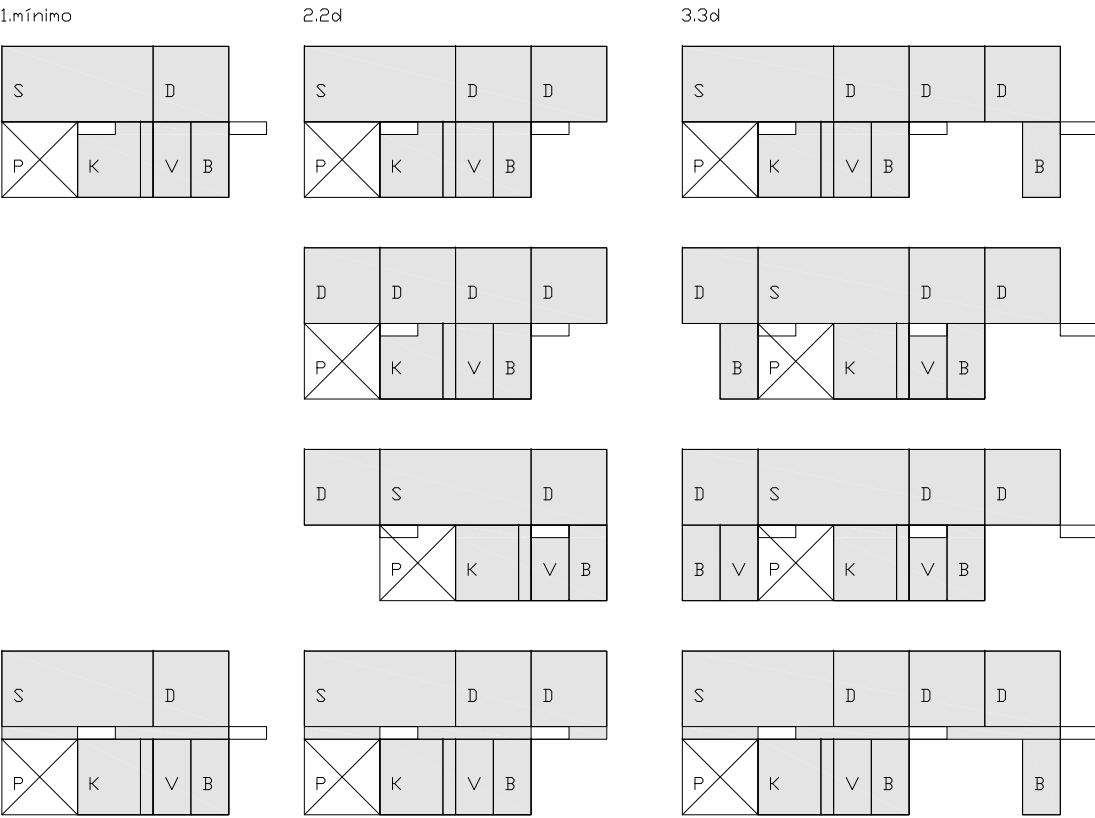 1.mínimo 2.2d 3.3d
S D S D D S D D D
P K V B P K V B P K V B B
D D D D D S D D
P K V B B P K V B
D S D D S D D
P K V B B V P K V B
S D S D D S D D D
P K V B P K V B P K V B B